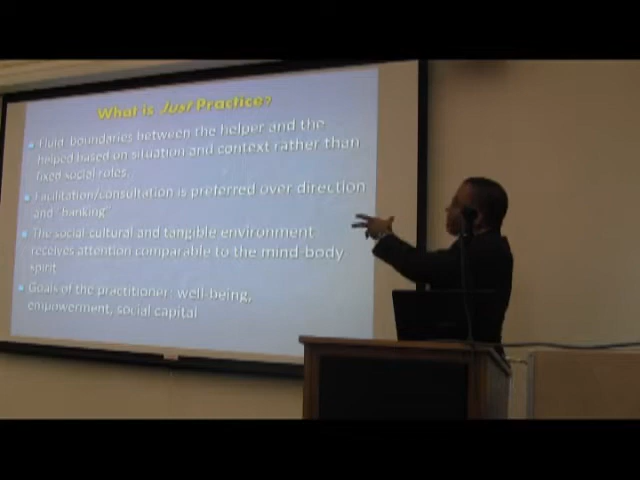 What is Just Practice?
Fluid boundaries between the helper and the
helped based on situation and context rather than
fixed social roles.
Facilitation/consultation is preferred over direction
and "banking"
The social cultural and tangible environment
receives attention comparable to the mind-body-
spirit
Goals of the practitioner: well-being,
empowerment, social capital